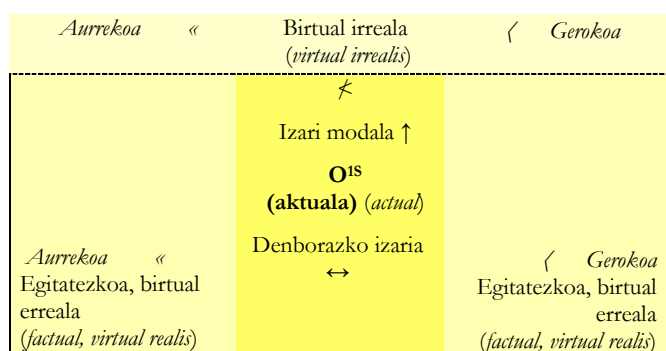 Aurrekoa « Birtual irreala 〈 Gerokoa
(virtual irrealis)
⊀
Izari modala ↑
O1S
(aktuala) (actual)
Denborazko izaria
Aurrekoa « ↔ 〈 Gerokoa
Egitatezkoa, birtual Egitatezkoa, birtual
erreala erreala
(factual, virtual realis) (factual, virtual realis)